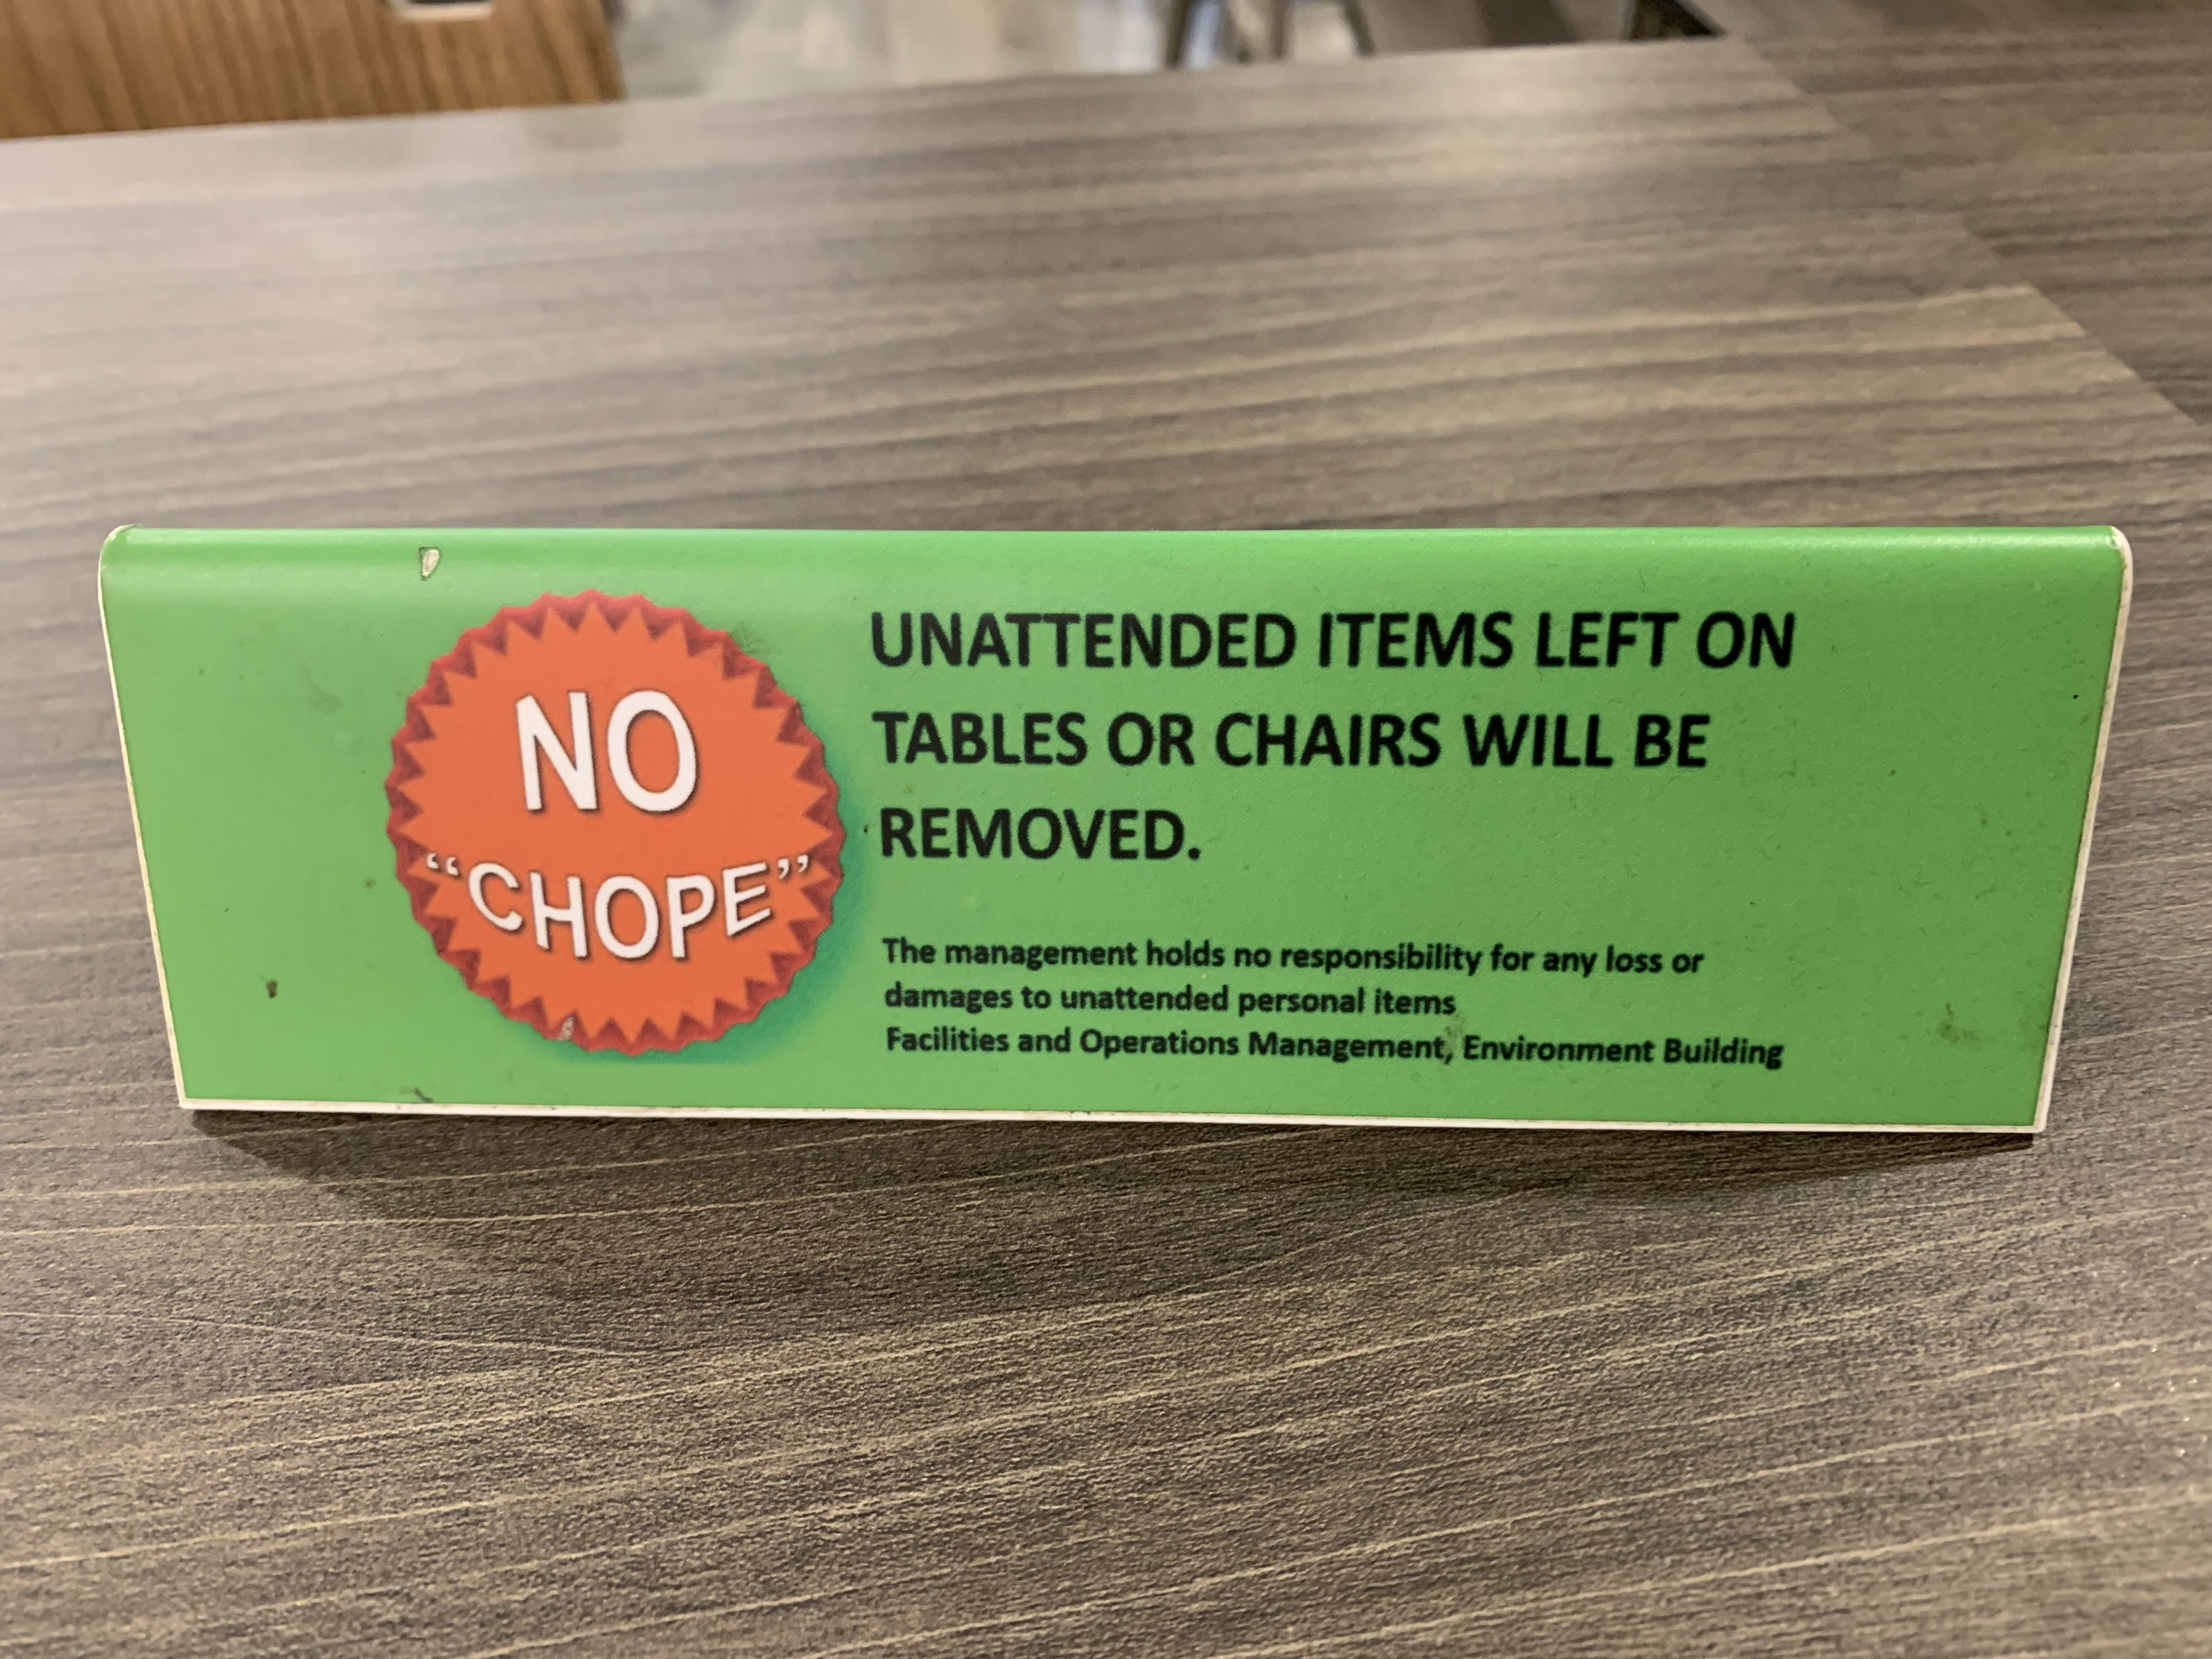 NO
“CHOPE”
UNATTENDED ITEMS LEFT ON
TABLES OR CHAIRS WILL BE
REMOVED.
The management holds no responsibility for any loss or
damages to unattended personal items
Facilities and Operations Management, Environment Building